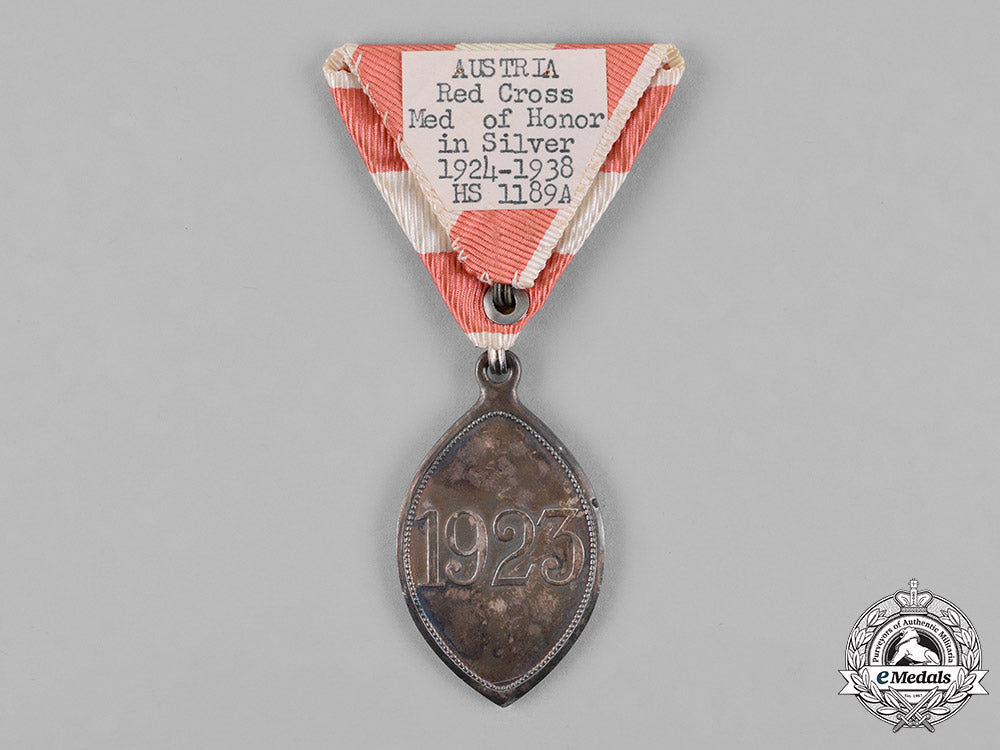 AUSTRIA
Red Cross
Med of Honor
in Silver
1924-1938
HS 1189A
1923
Purveyors of Authentic Militaria
eMedals